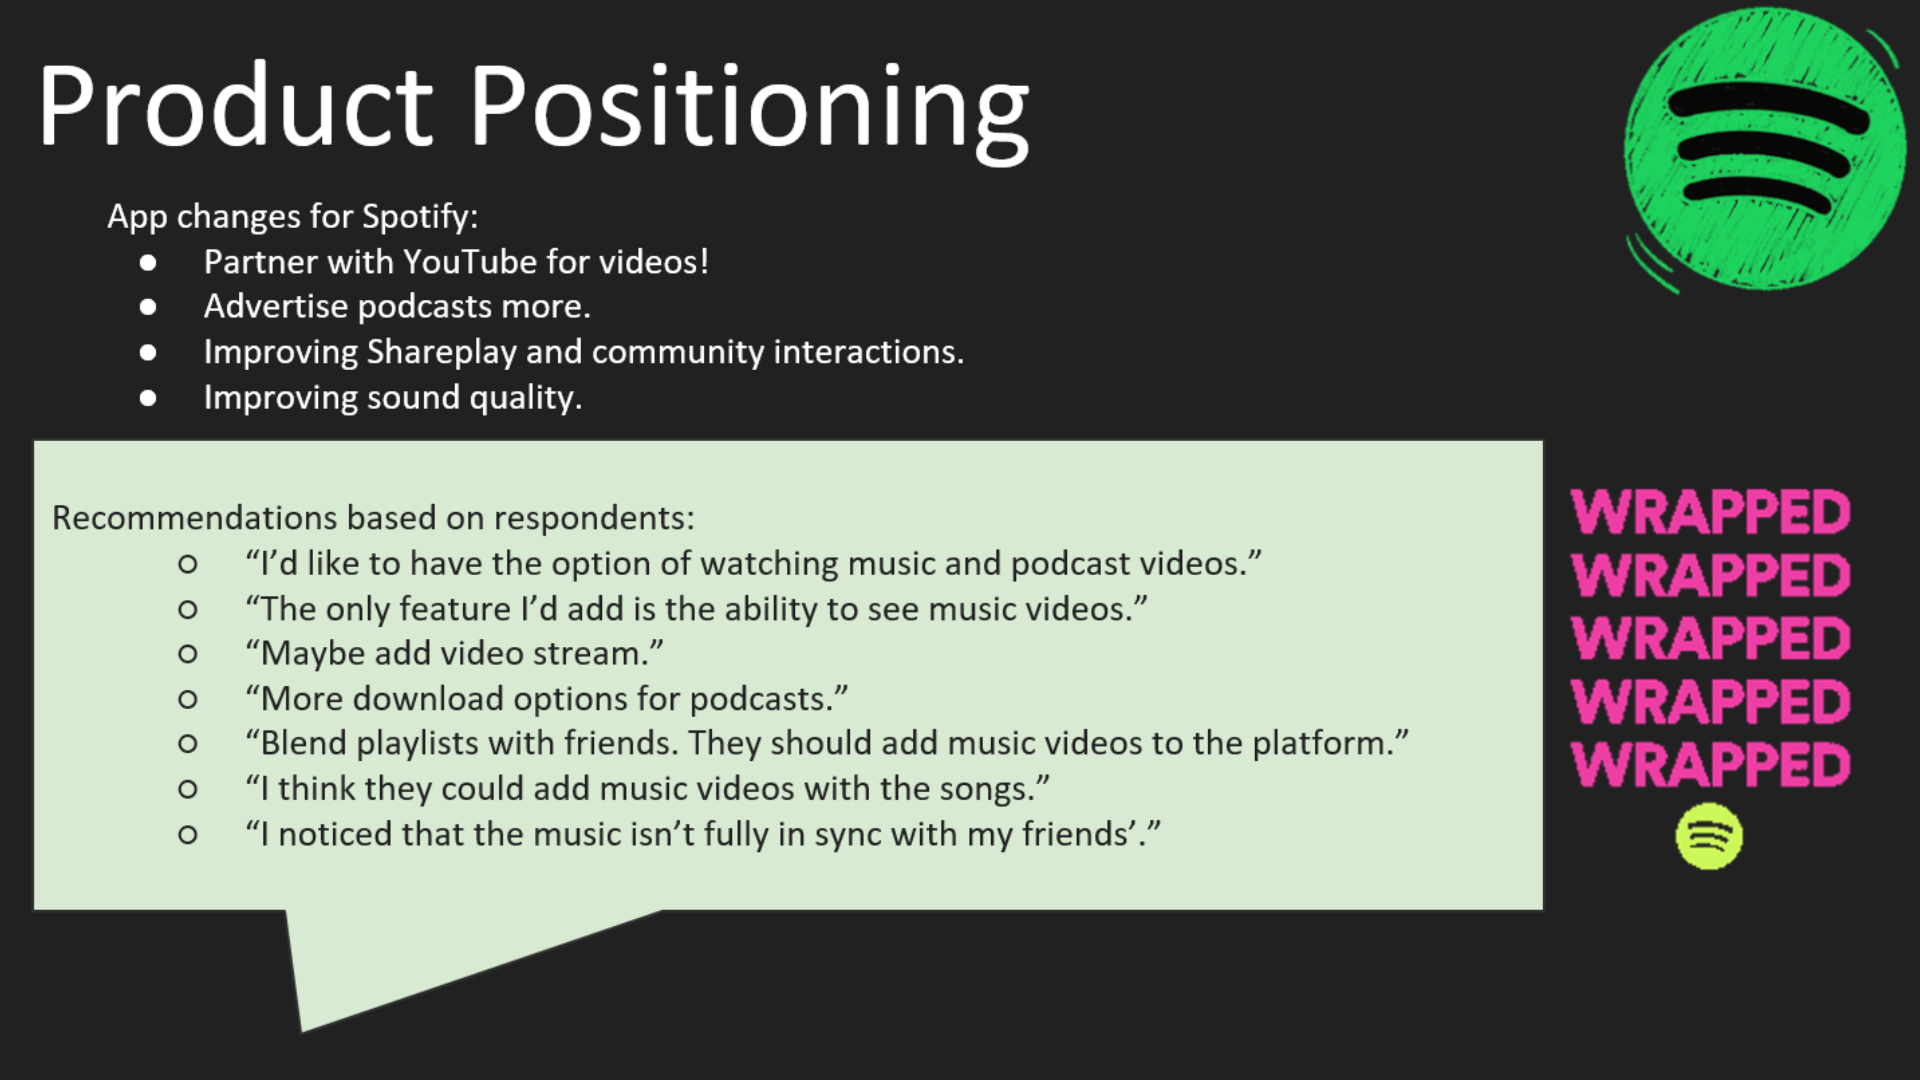 Product Positioning
App changes for Spotify:
● Partner with YouTube for videos!
● Advertise podcasts more.
● Improving Shareplay and community interactions.
● Improving sound quality.
Recommendations based on respondents:
○ “I’d like to have the option of watching music and podcast videos.”
○ “The only feature I’d add is the ability to see music videos.”
○ “Maybe add video stream.”
○ “More download options for podcasts.”
○ “Blend playlists with friends. They should add music videos to the platform.”
○ “I think they could add music videos with the songs.”
○ “I noticed that the music isn’t fully in sync with my friends’.”
WRAPPED
WRAPPED
WRAPPED
WRAPPED
WRAPPED